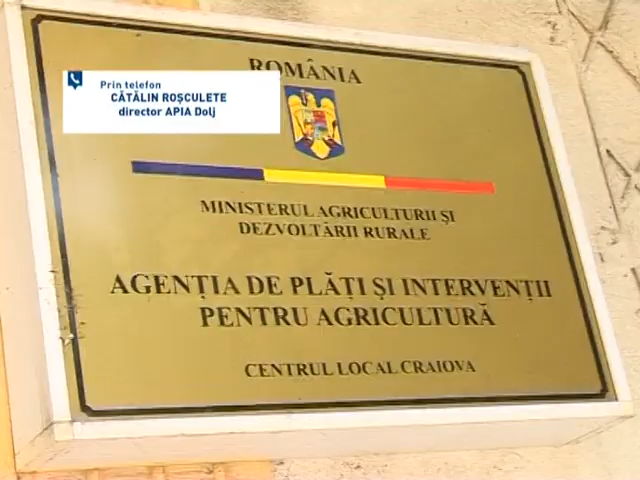 ROMÂNIA
Prin telefon
CĂTĂLIN ROȘCULETE
director APIA Dolj
MINISTERUL AGRICULTURII ȘI
DEZVOLTĂRII RURALE
AGENȚIA DE PLĂȚI ȘI INTERVENȚII
PENTRU AGRICULTURĂ
CENTRUL LOCAL CRAIOVA